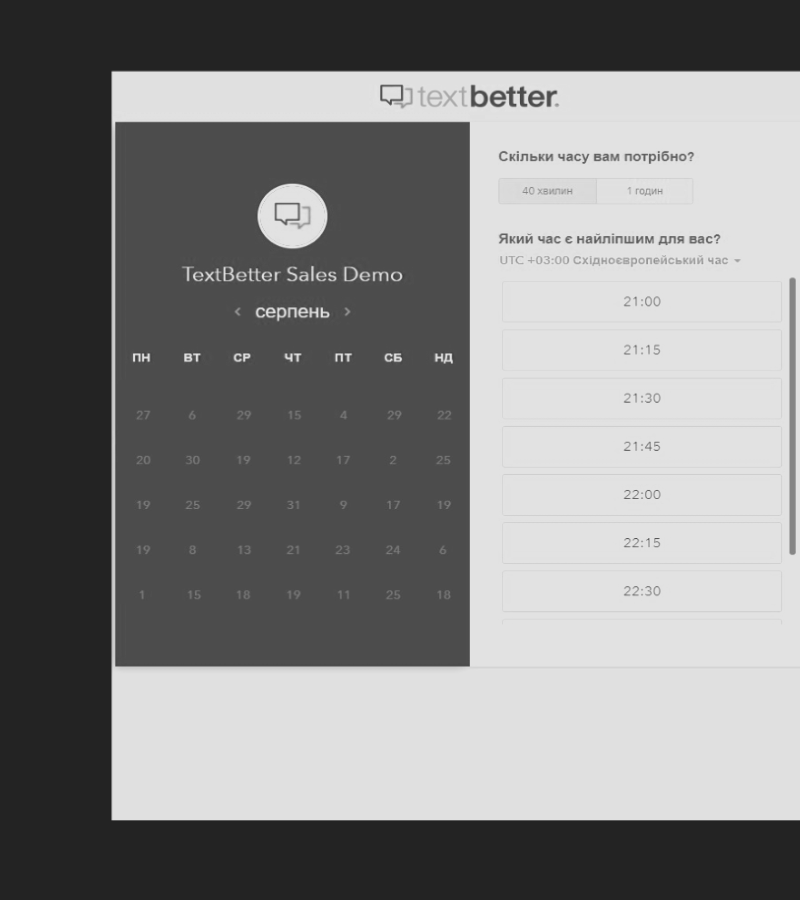 textbetter.
TextBetter Sales Demo
< серпень >
ПН ВТ СР ЧТ ПТ СБ НД
27 6 29 15 4 29 22
20 30 19 12 17 2 25
19 25 29 31 9 17 19
19 8 13 21 23 24 6
1 15 18 19 11 25 18
Скільки часу вам потрібно?
40 хвилин 1 годин
Який час є найліпшим для вас?
UTC +03:00 Східноєвропейський час
21:00
21:15
21:30
21:45
22:00
22:15
22:30